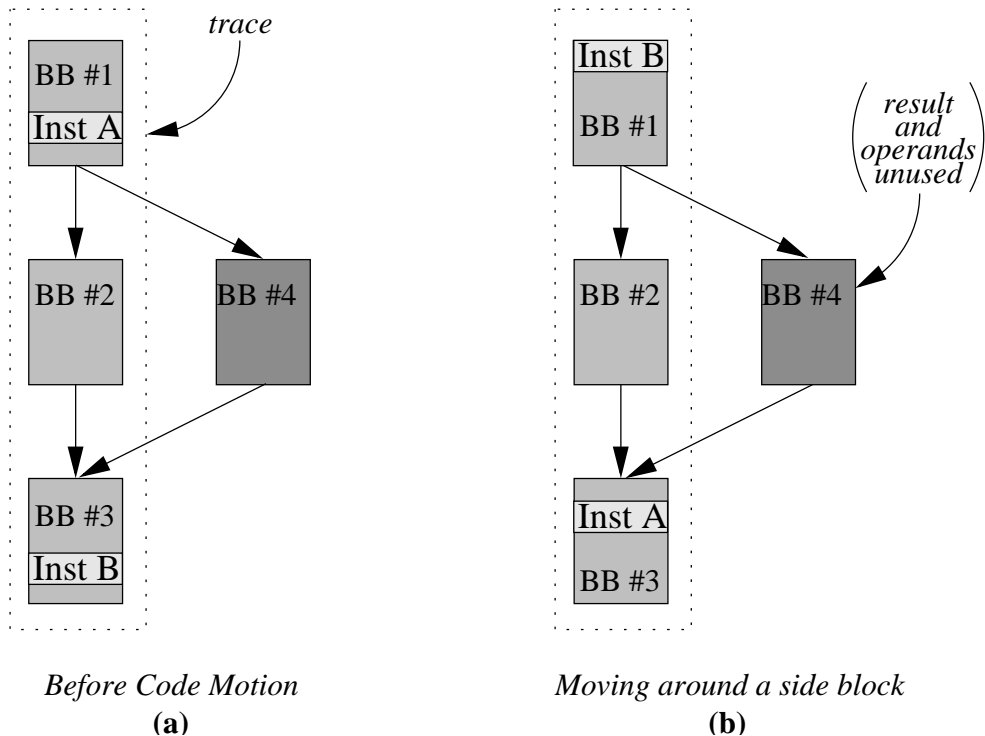 trace
BB #1
Inst A
BB #2
BB #4
BB #3
Inst B
Before Code Motion
(a)
Inst B
BB #1
result
and
operands
unused
BB #2
BB #4
Inst A
BB #3
Moving around a side block
(b)